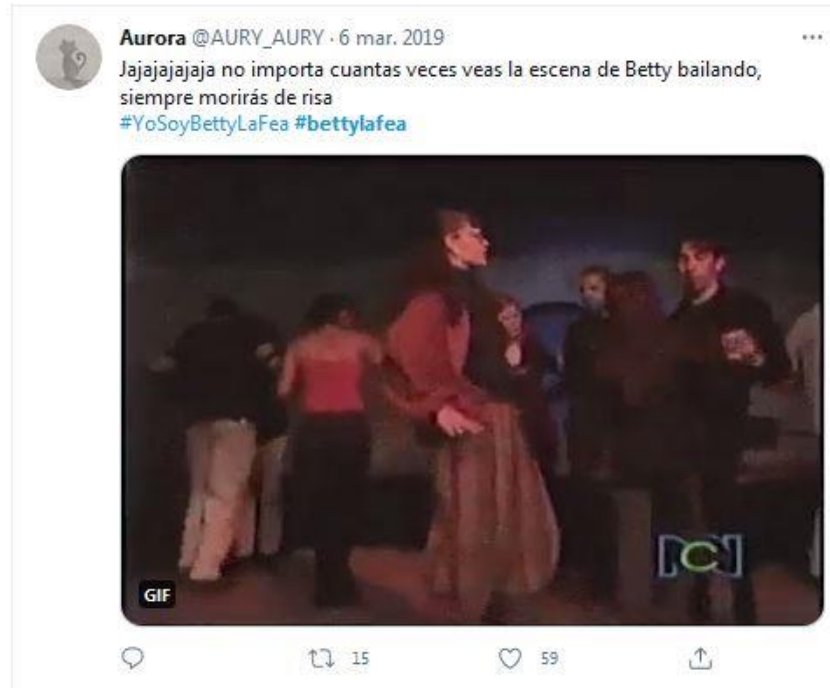 Aurora @AURY_AURY · 6 mar. 2019
Jajajajajaja no importa cuantas veces veas la escena de Betty bailando,
siempre morirás de risa
#YoSoyBettyLaFea #bettylafea
RCN
GIF
15 59